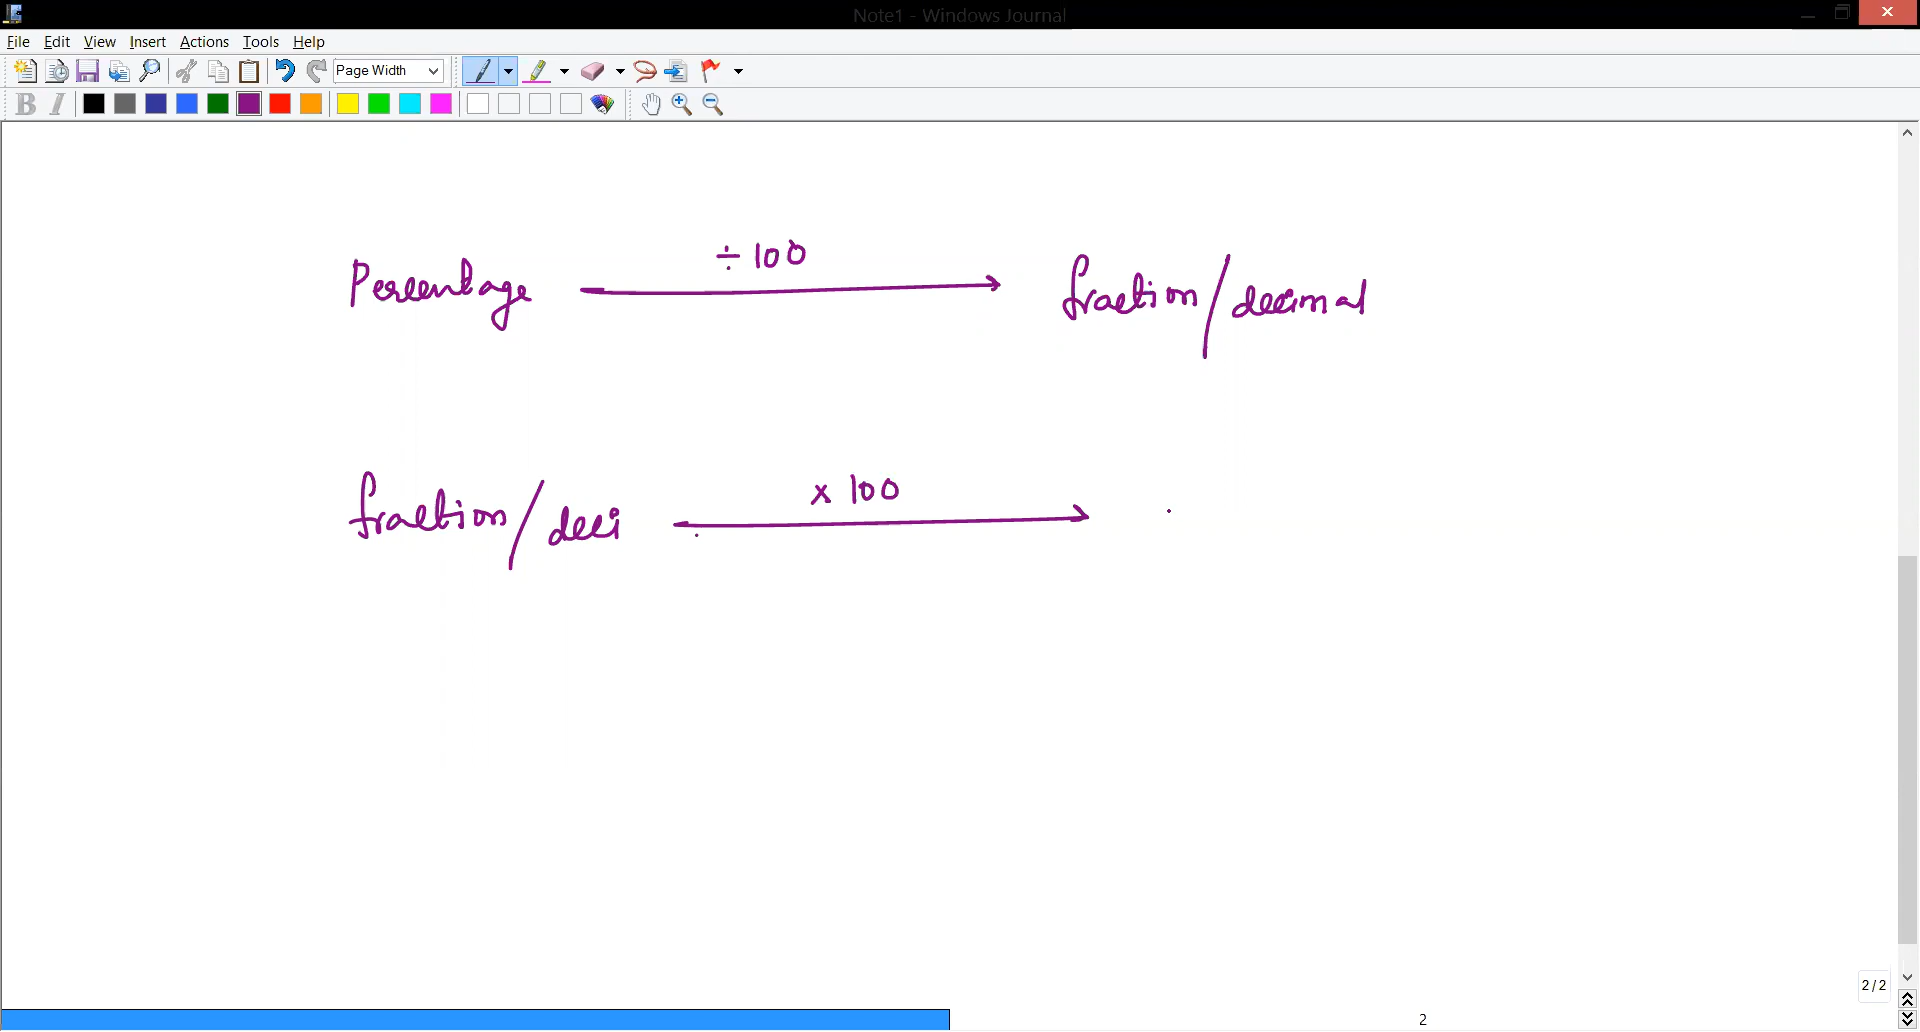 Note1 - Windows Journal
File Edit View Insert Actions Tools Help
Page Width
B I
÷ 100
Percentage fraction/decimal
x 100
fraction/deci
2 / 2
2